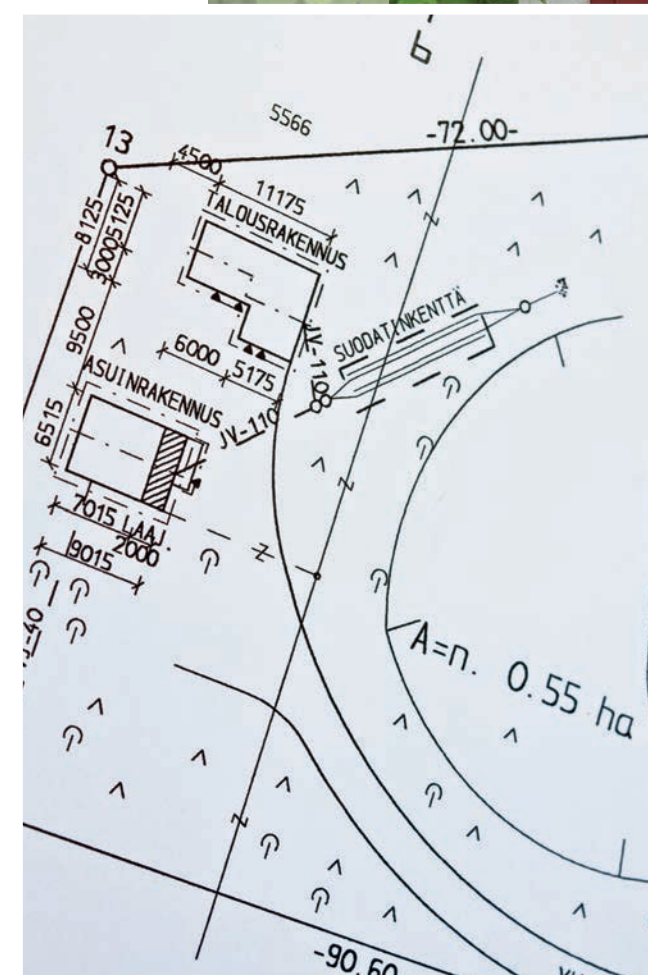 6
5566
13
-72.00-
4500
11175
TALOUSRAKENNUS
8125
5125
3000
9500
SUODATINKENTTÄ
JV-110
6000
5175
ASUINRAKENNUS
JV-110
6515
7015 LAAJ.
2000
9015
A=n. 0.55 ha
-90.60